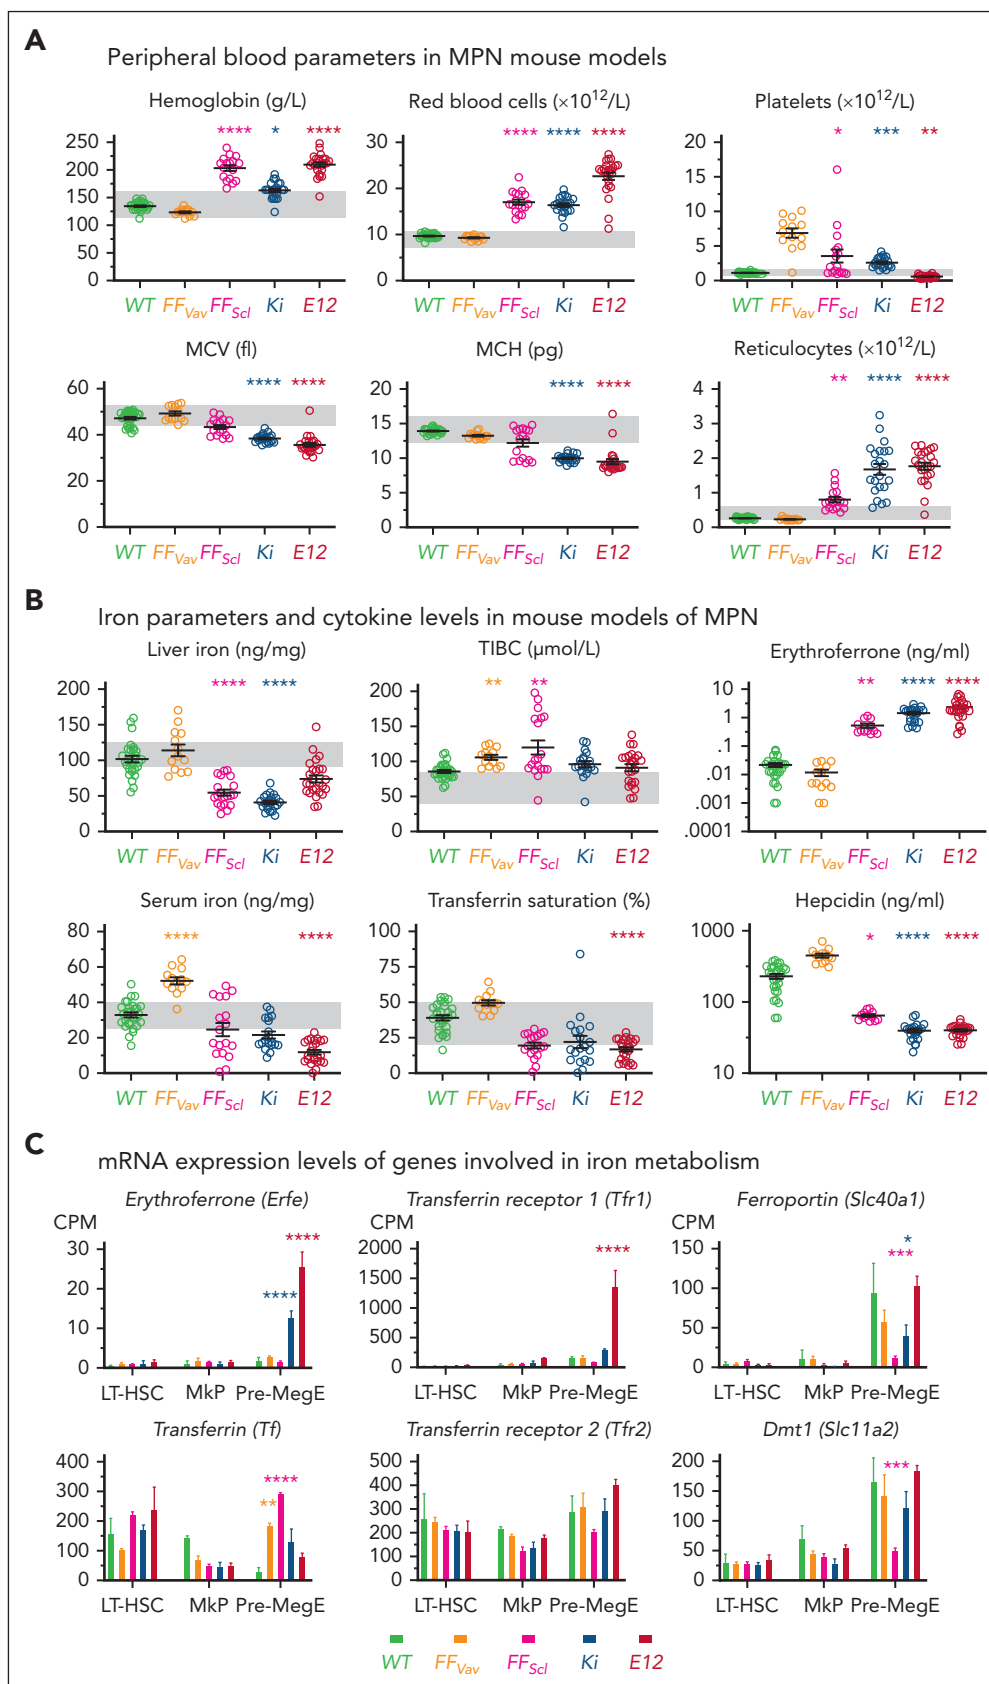 A
Peripheral blood parameters in MPN mouse models
Hemoglobin (g/L)
**** * ****
250
200
150
100
50
0
WT FFVav FFScl Ki E12
Red blood cells (×10^12/L)
**** **** ****
30
20
10
0
WT FFVav FFScl Ki E12
Platelets (×10^12/L)
* *** **
20
15
10
5
0
WT FFVav FFScl Ki E12
MCV (fl)
**** ****
60
40
20
0
WT FFVav FFScl Ki E12
MCH (pg)
**** ****
20
15
10
5
0
WT FFVav FFScl Ki E12
Reticulocytes (×10^12/L)
** **** ****
4
3
2
1
0
WT FFVav FFScl Ki E12
B
Iron parameters and cytokine levels in mouse models of MPN
Liver iron (ng/mg)
**** ****
200
150
100
50
0
WT FFVav FFScl Ki E12
TIBC (μmol/L)
** **
200
150
100
50
0
WT FFVav FFScl Ki E12
Erythroferrone (ng/ml)
** **** ****
10
1
.1
.01
.001
.0001
WT FFVav FFScl Ki E12
Serum iron (ng/mg)
**** ****
80
60
40
20
0
WT FFVav FFScl Ki E12
Transferrin saturation (%)
****
100
75
50
25
0
WT FFVav FFScl Ki E12
Hepcidin (ng/ml)
* **** ****
1000
100
10
WT FFVav FFScl Ki E12
C
mRNA expression levels of genes involved in iron metabolism
Erythroferrone (Erfe)
CPM
****
****
30
20
10
0
LT-HSC MkP Pre-MegE
Transferrin receptor 1 (Tfr1)
CPM
****
2000
1500
1000
500
0
LT-HSC MkP Pre-MegE
Ferroportin (Slc40a1)
CPM
*
***
150
100
50
0
LT-HSC MkP Pre-MegE
Transferrin (Tf)
****
**
400
300
200
100
0
LT-HSC MkP Pre-MegE
Transferrin receptor 2 (Tfr2)
500
400
300
200
100
0
LT-HSC MkP Pre-MegE
Dmt1 (Slc11a2)
***
200
150
100
50
0
LT-HSC MkP Pre-MegE
WT FFVav FFScl Ki E12